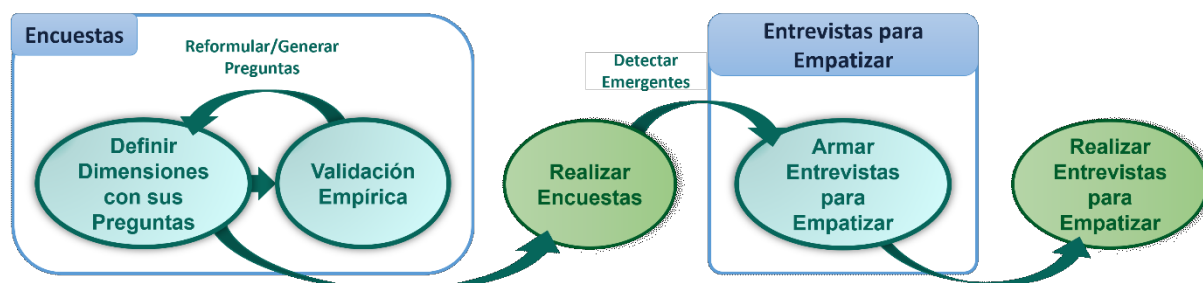 Encuestas
Reformular/Generar
Preguntas
Definir
Dimensiones
con sus
Preguntas
Validación
Empírica
Realizar
Encuestas
Detectar
Emergentes
Entrevistas para
Empatizar
Armar
Entrevistas
para
Empatizar
Realizar
Entrevistas
para
Empatizar